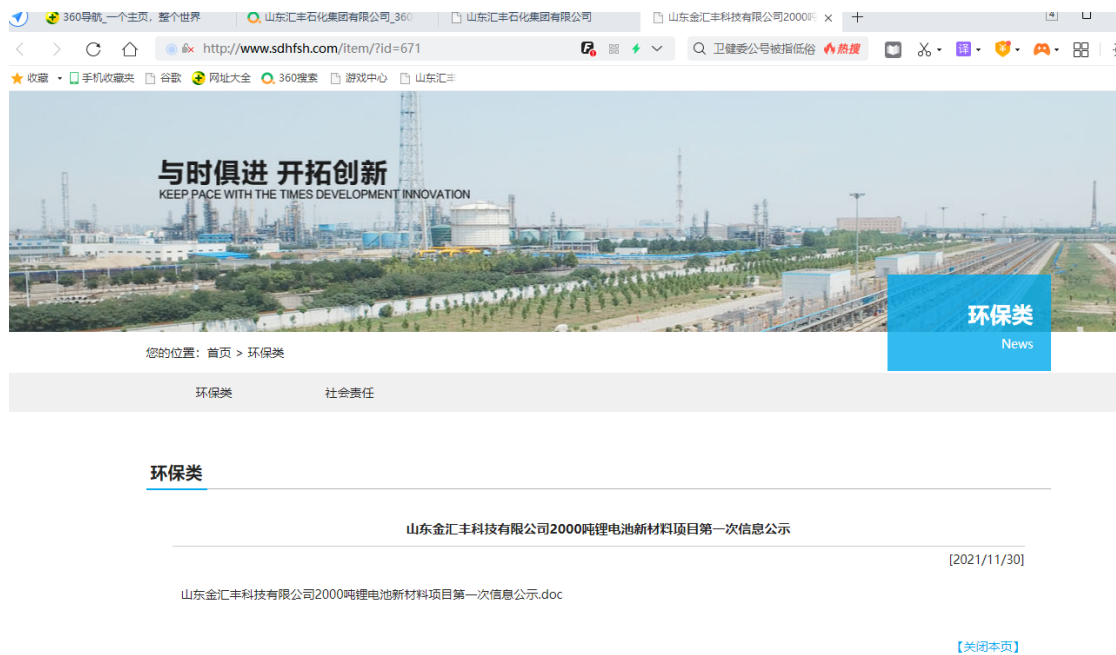 360导航_一个主页，整个世界
山东汇丰石化集团有限公司_360
山东汇丰石化集团有限公司
山东金汇丰科技有限公司2000吨
4
http://www.sdhfsh.com/item/?id=671
卫健委公号被指低俗 热搜
译
收藏 手机收藏夹 谷歌 网址大全 360搜索 游戏中心 山东汇丰
与时俱进 开拓创新
KEEP PACE WITH THE TIMES DEVELOPMENT INNOVATION
环保类
News
您的位置：首页 > 环保类
环保类 社会责任
环保类
山东金汇丰科技有限公司2000吨锂电池新材料项目第一次信息公示
[2021/11/30]
山东金汇丰科技有限公司2000吨锂电池新材料项目第一次信息公示.doc
【关闭本页】